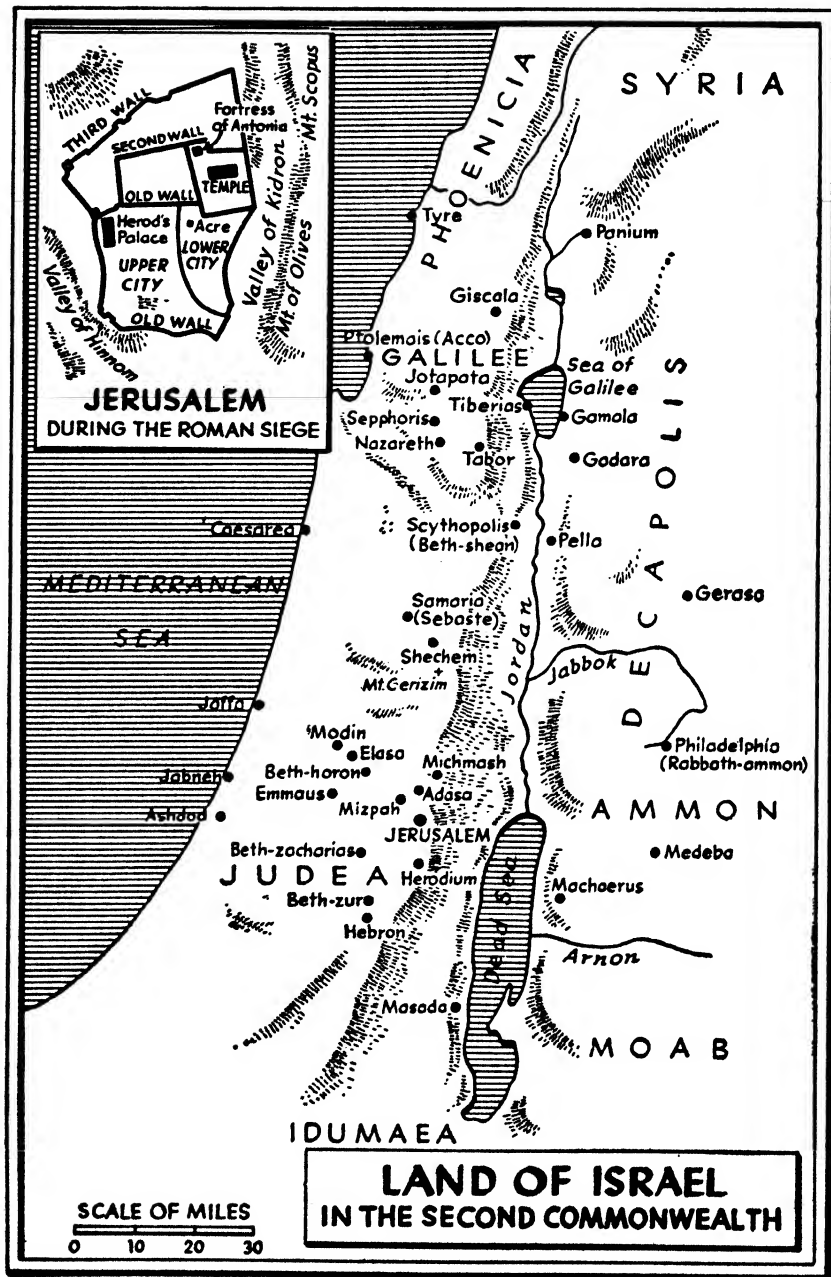 THIRD WALL
SECOND WALL
Fortress
of Antonia
Mt. Scopus
TEMPLE
OLD WALL
Herod's
Palace
Acre
LOWER
CITY
UPPER
CITY
OLD WALL
Valley of Kidron
Mt. of Olives
Valley of Hinnom
JERUSALEM
DURING THE ROMAN SIEGE
SYRIA
PHOENICIA
Tyre
Panium
Giscala
Ptolemais (Acco)
GALILEE
Jotapata
Sea of
Galilee
Tiberias
Gamala
Sepphoris
Nazareth
Tabor
Gadara
DECAPOLIS
Caesarea
Scythopolis
(Beth-shean)
Pella
MEDITERRANEAN
SEA
Samaria
(Sebaste)
Gerasa
Shechem
Mt. Gerizim
Jordan
Jabbok
Jaffa
Modin
Elasa
Philadelphia
(Rabbath-ammon)
Beth-horon
Michmash
Jabneh
Emmaus
Mizpah
Adasa
AMMON
Ashdod
JERUSALEM
Beth-zacharias
Medeba
JUDEA
Herodium
Dead Sea
Machaerus
Beth-zur
Hebron
Arnon
Masada
MOAB
IDUMAEA
LAND OF ISRAEL
IN THE SECOND COMMONWEALTH
SCALE OF MILES
0 10 20 30